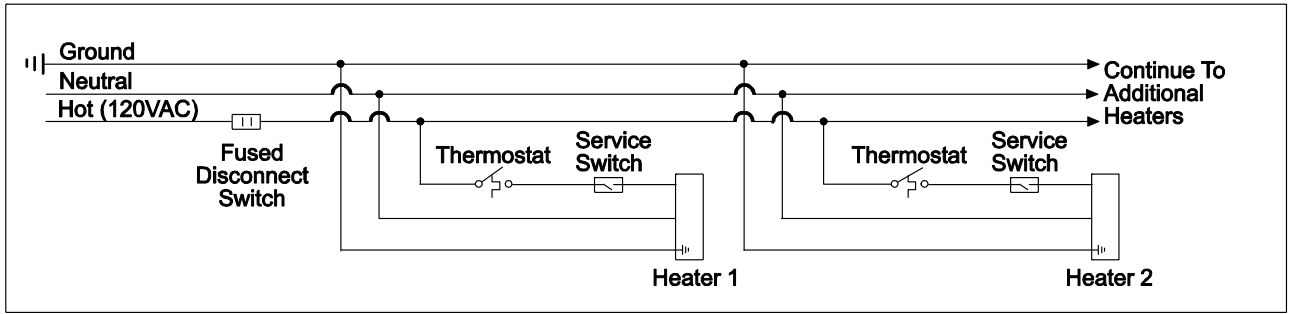 Ground
Neutral
Hot (120VAC)
Fused
Disconnect
Switch
Thermostat
Service
Switch
Heater 1
Thermostat
Service
Switch
Heater 2
Continue To
Additional
Heaters